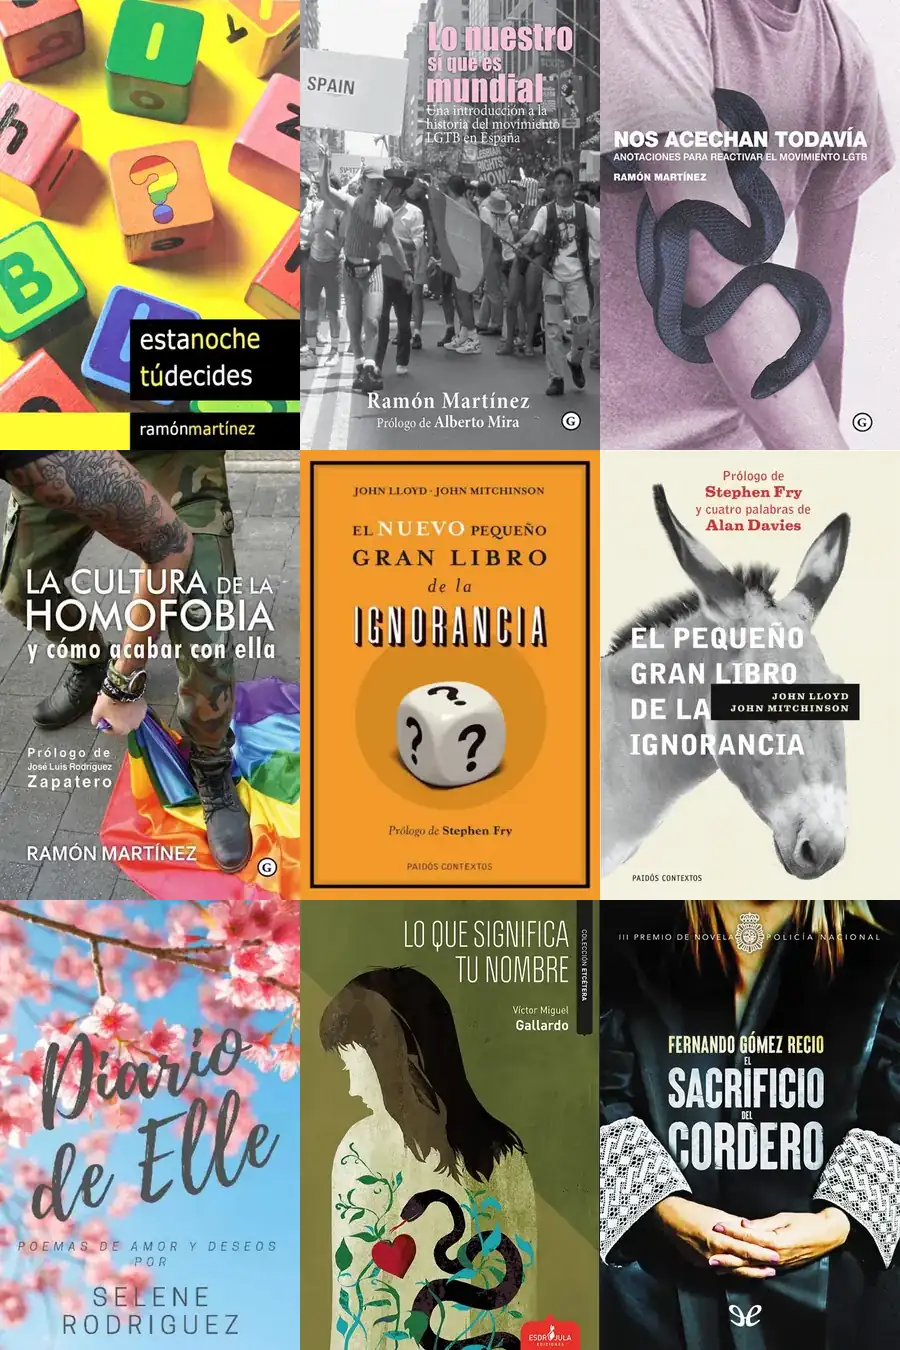 I
h
N
?
B
I
estanoche
túdecides
ramónmartínez
Lo nuestro
sí que es
mundial
Una introducción a la
historia del movimiento
LGTB en España
SPAIN
Ramón Martínez
Prólogo de Alberto Mira
G
NOS ACECHAN TODAVÍA
ANOTACIONES PARA REACTIVAR EL MOVIMIENTO LGTB
RAMÓN MARTÍNEZ
G
LA CULTURA DE LA
HOMOFOBIA
y cómo acabar con ella
Prólogo de
José Luis Rodríguez
Zapatero
RAMÓN MARTÍNEZ
G
JOHN LLOYD · JOHN MITCHINSON
EL NUEVO PEQUEÑO
GRAN LIBRO
de la
IGNORANCIA
? ? ?
Prólogo de Stephen Fry
PAIDÓS CONTEXTOS
Prólogo de
Stephen Fry
y cuatro palabras de
Alan Davies
EL PEQUEÑO
GRAN LIBRO
DE LA
IGNORANCIA
JOHN LLOYD
JOHN MITCHINSON
PAIDÓS CONTEXTOS
Diario
de Elle
POEMAS DE AMOR Y DESEOS
POR
SELENE
RODRIGUEZ
LO QUE SIGNIFICA
TU NOMBRE
Víctor Miguel
Gallardo
COLECCIÓN ETCÉTERA
ESDRÚJULA
EDICIONES
III PREMIO DE NOVELA POLICÍA NACIONAL
FERNANDO GÓMEZ RECIO
EL
SACRIFICIO
DEL
CORDERO